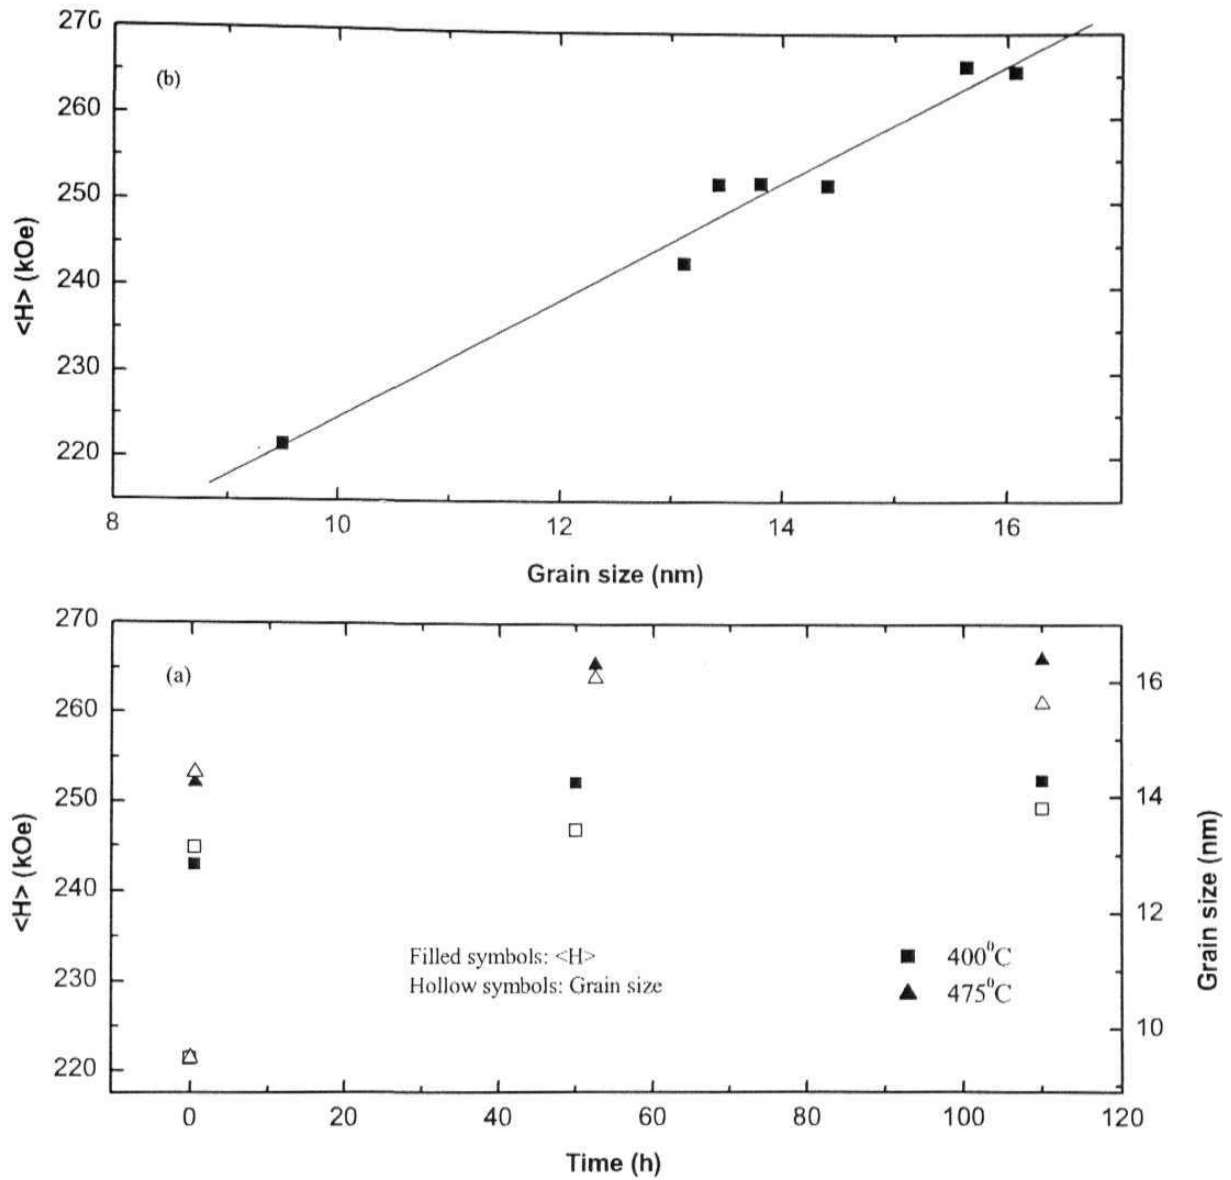 270
(b)
260
250
240
230
220
<H> (kOe)
8 10 12 14 16
Grain size (nm)
270
(a)
260
250
240
230
220
<H> (kOe)
16
14
12
10
Grain size (nm)
Filled symbols: <H>
Hollow symbols: Grain size
400⁰C
475⁰C
0 20 40 60 80 100 120
Time (h)